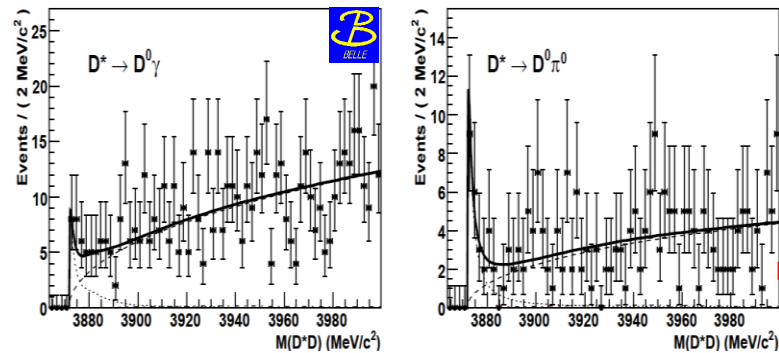 Events / ( 2 MeV/c² )
25
20
15
10
5
0
D* → D⁰γ
BELLE
3880 3900 3920 3940 3960 3980
M(D*D) (MeV/c²)
Events / ( 2 MeV/c² )
14
12
10
8
6
4
2
0
D* → D⁰π⁰
3880 3900 3920 3940 3960 3980
M(D*D) (MeV/c²)